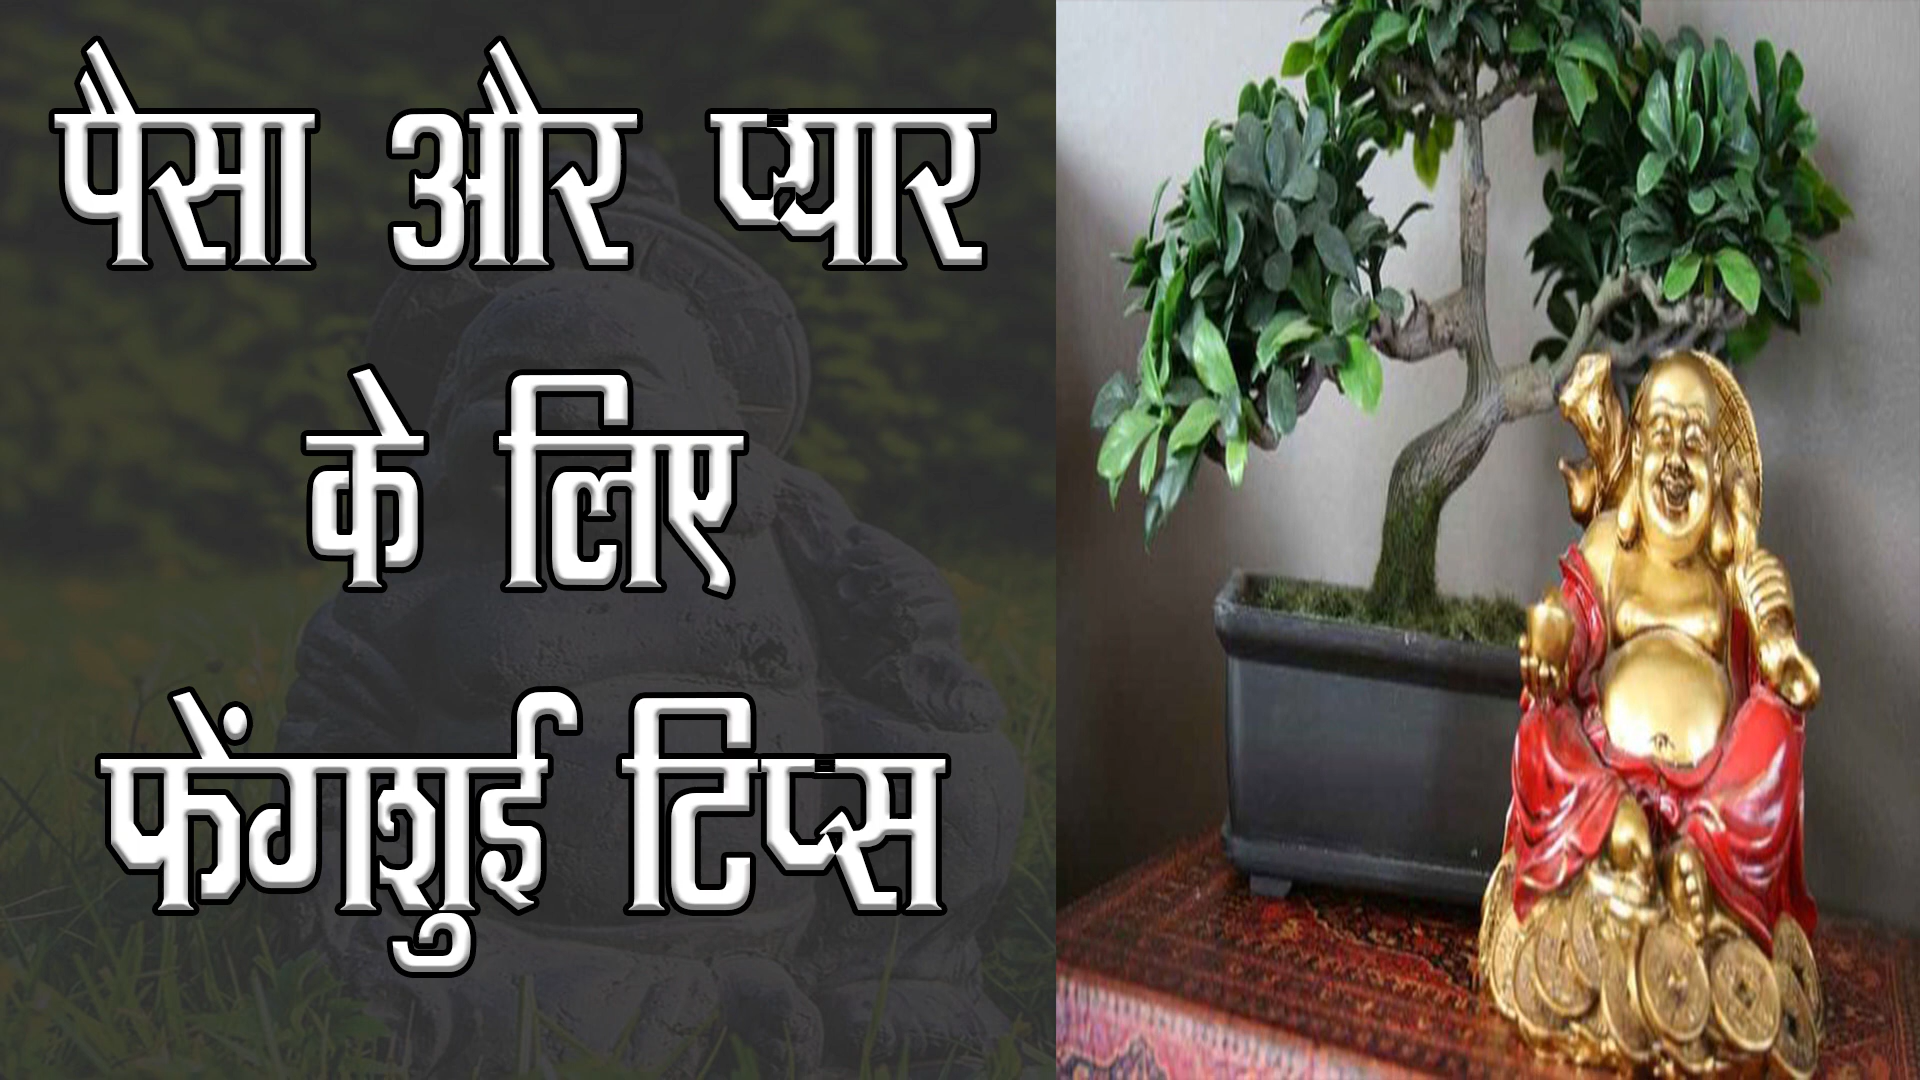 पैसा और प्यार
के लिए
फेंगशुई टिप्स